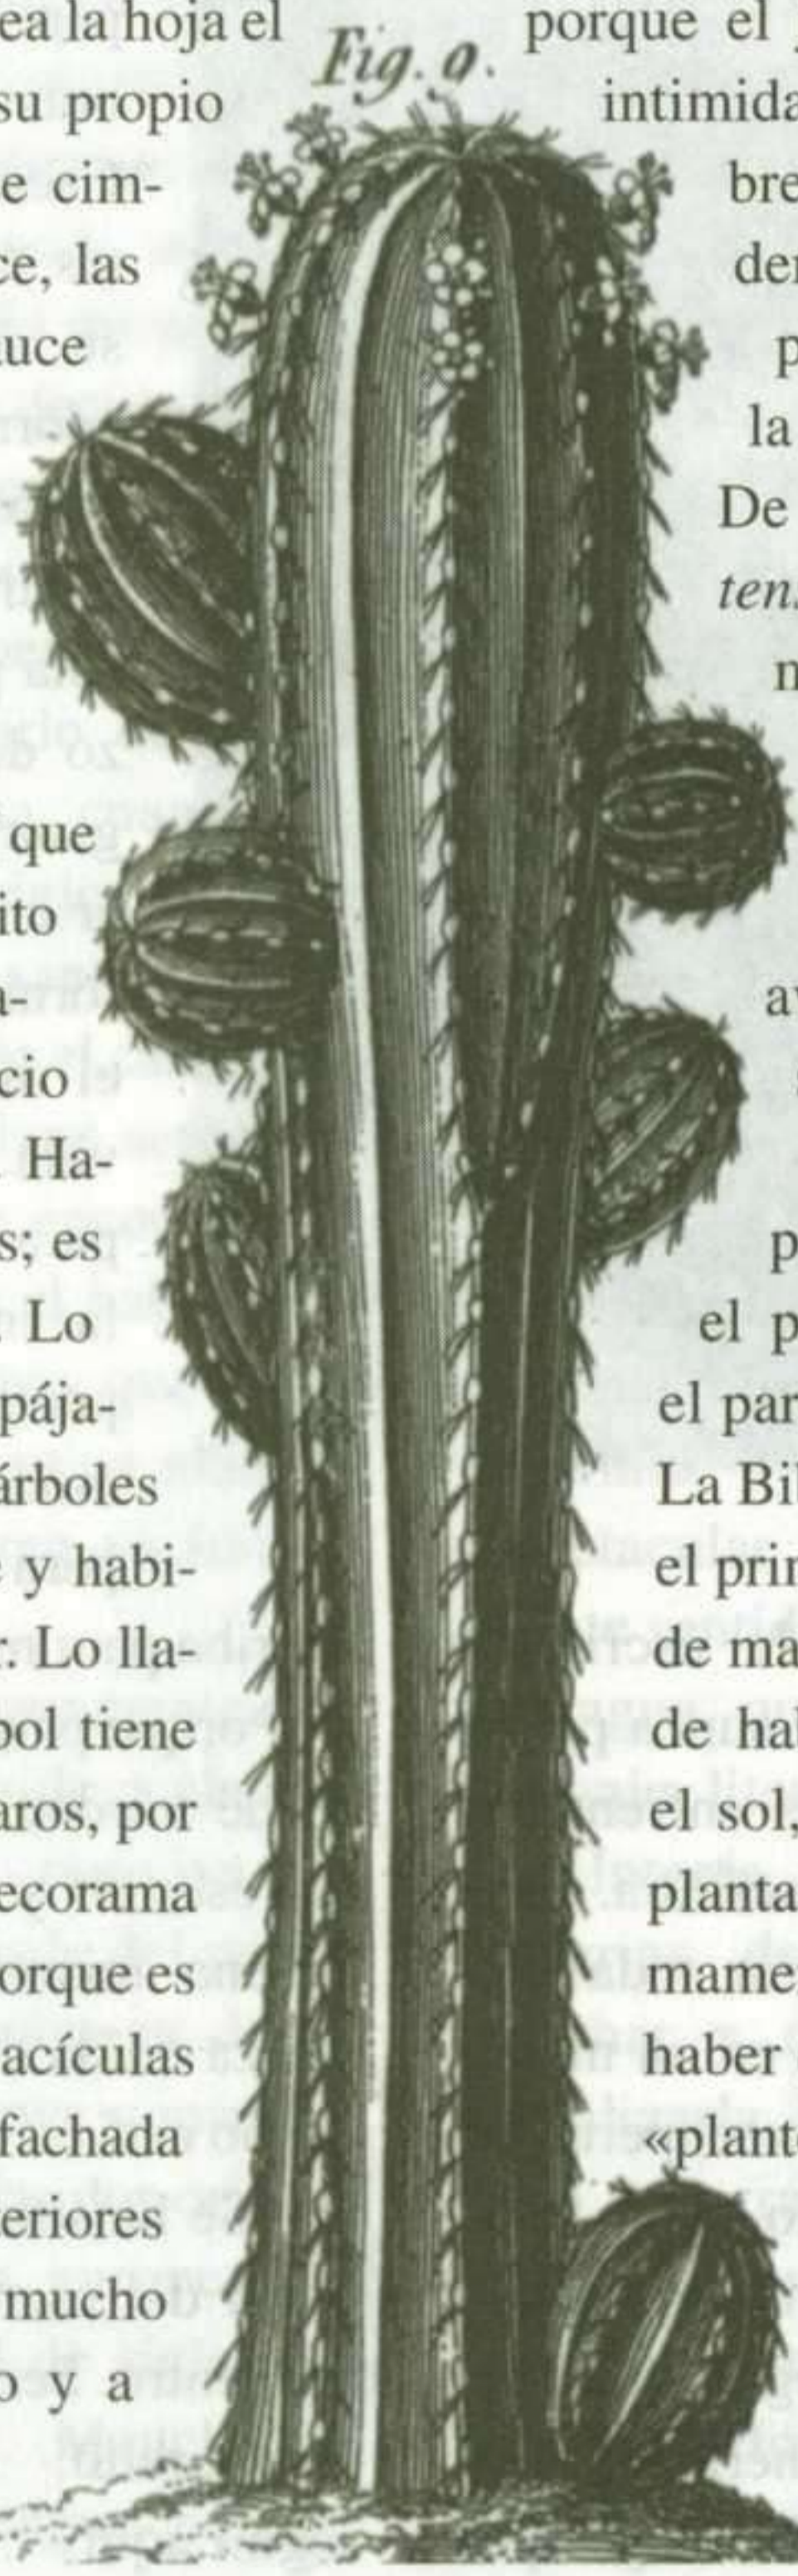 ea la hoja el
su propio
e cim-
ce, las
uce
que
ito
a-
cio
Ha-
s; es
. Lo
pája-
árboles
e y habi-
r. Lo lla-
bol tiene
aros, por
ecorama
orque es
acículas
fachada
eriores
mucho
o y a
Fig. 9.
porque el
intimida
bre
der
p
la
De
ten
n
av
p
el p
el par
La Bib
el prin
de ma
de hab
el sol,
planta
mame
haber
«plant